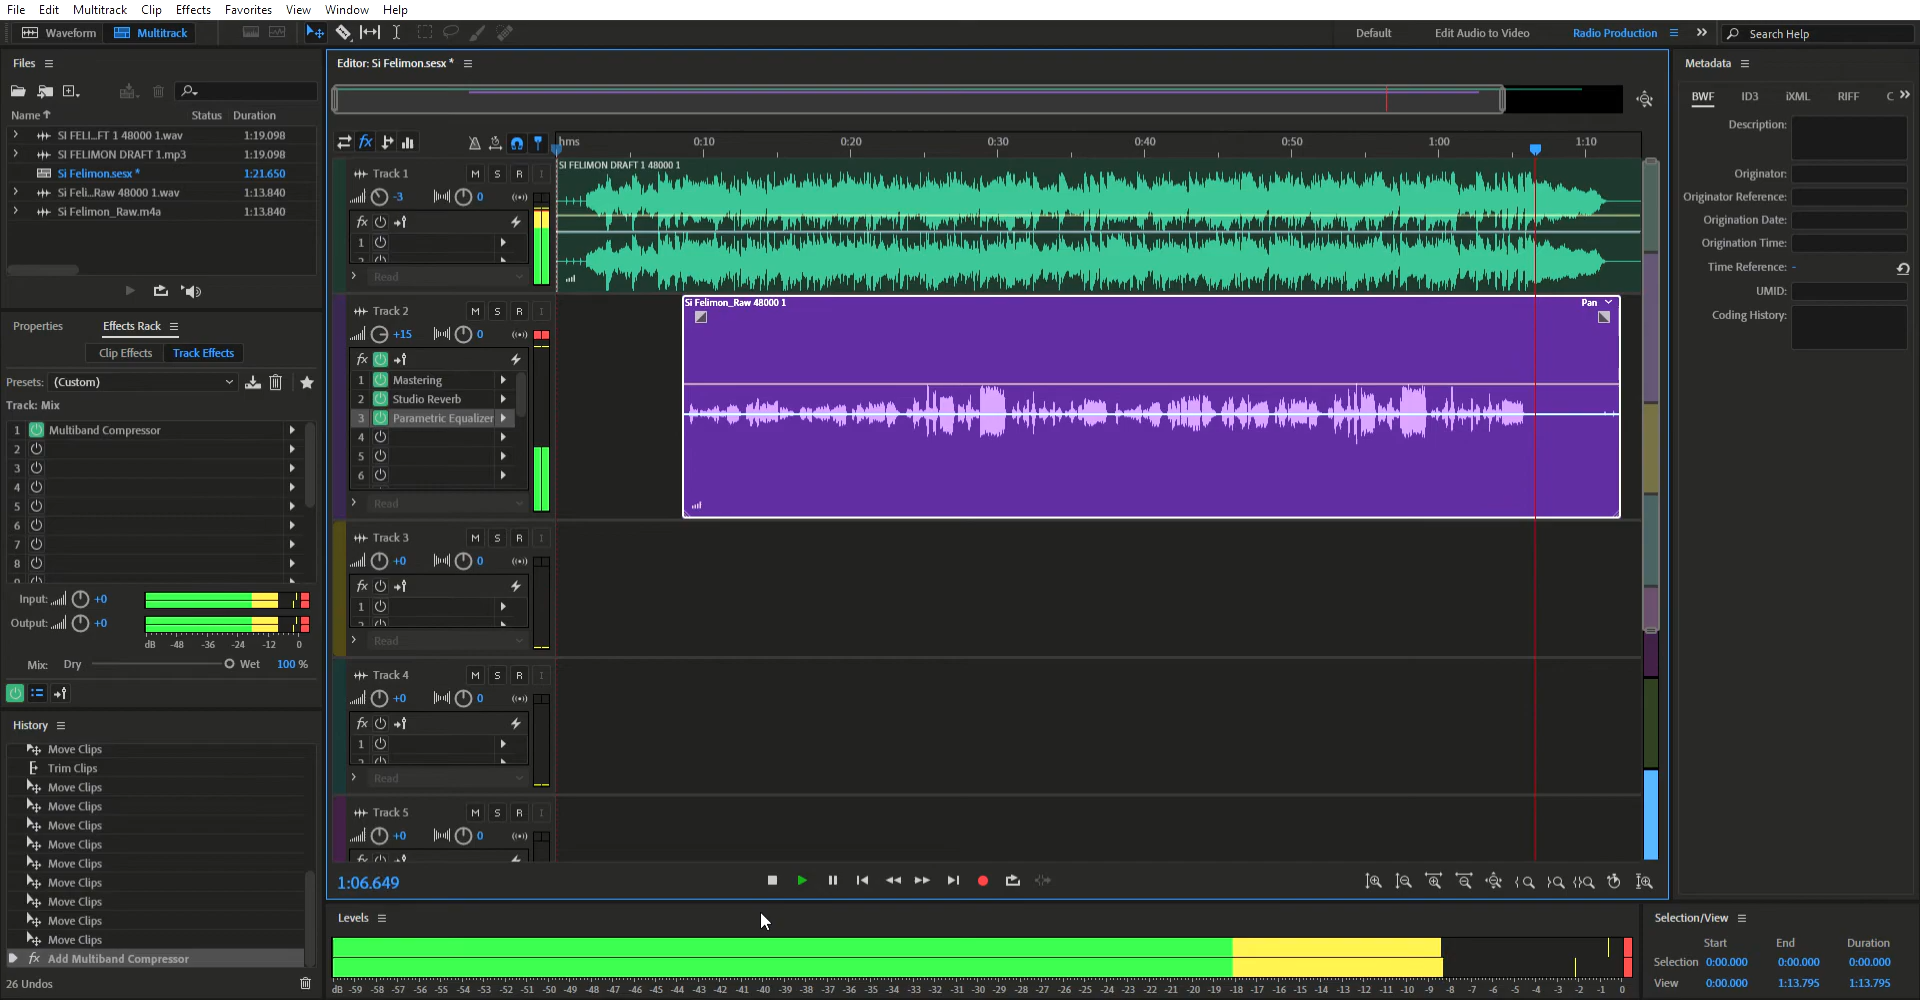 File Edit Multitrack Clip Effects Favorites View Window Help
Waveform Multitrack Default Edit Audio to Video Radio Production Search Help
Files
Name Status Duration
SI FELI...FT 1 48000 1.wav 1:19.098
SI FELIMON DRAFT 1.mp3 1:19.098
Si Felimon.sesx * 1:21.650
Si Feli...Raw 48000 1.wav 1:13.840
Si Felimon_Raw.m4a 1:13.840
Properties Effects Rack
Clip Effects Track Effects
Presets: (Custom)
Track: Mix
1 Multiband Compressor
2
3
4
5
6
7
8
Input: +0
Output: +0
dB -48 -36 -24 -12 0
Mix: Dry Wet 100 %
History
Move Clips
Trim Clips
Move Clips
Move Clips
Move Clips
Move Clips
Move Clips
Move Clips
Move Clips
Move Clips
Move Clips
fx Add Multiband Compressor
26 Undos
Editor: Si Felimon.sesx *
fx hms 0:10 0:20 0:30 0:40 0:50 1:00 1:10
Track 1 M S R I
-3 0
fx
1
Read
SI FELIMON DRAFT 1 48000 1
Track 2 M S R I
+15 0
fx
1 Mastering
2 Studio Reverb
3 Parametric Equalizer
4
5
6
Read
Si Felimon_Raw 48000 1 Pan
Track 3 M S R I
+0 0
fx
1
Read
Track 4 M S R I
+0 0
fx
1
Read
Track 5 M S R I
+0 0
fx
1:06.649
Levels
dB -59 -58 -57 -56 -55 -54 -53 -52 -51 -50 -49 -48 -47 -46 -45 -44 -43 -42 -41 -40 -39 -38 -37 -36 -35 -34 -33 -32 -31 -30 -29 -28 -27 -26 -25 -24 -23 -22 -21 -20 -19 -18 -17 -16 -15 -14 -13 -12 -11 -10 -9 -8 -7 -6 -5 -4 -3 -2 -1 0
Metadata
BWF ID3 iXML RIFF C
Description:
Originator:
Originator Reference:
Origination Date:
Origination Time:
Time Reference: -
UMID:
Coding History:
Selection/View
Start End Duration
Selection 0:00.000 0:00.000 0:00.000
View 0:00.000 1:13.795 1:13.795